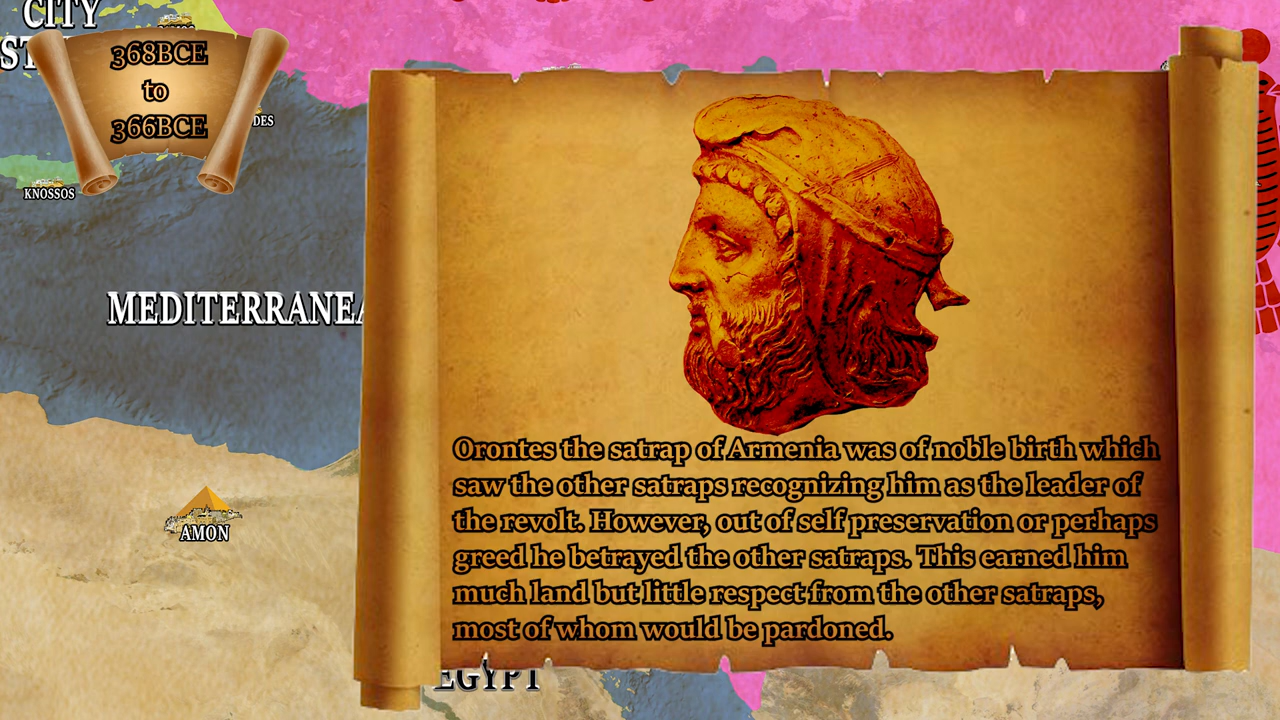 CITY
ST
368BCE
to
366BCE
DES
KNOSSOS
MEDITERRANEA
AMON
Orontes the satrap of Armenia was of noble birth which
saw the other satraps recognizing him as the leader of
the revolt. However, out of self preservation or perhaps
greed he betrayed the other satraps. This earned him
much land but little respect from the other satraps,
most of whom would be pardoned.
EGYPT